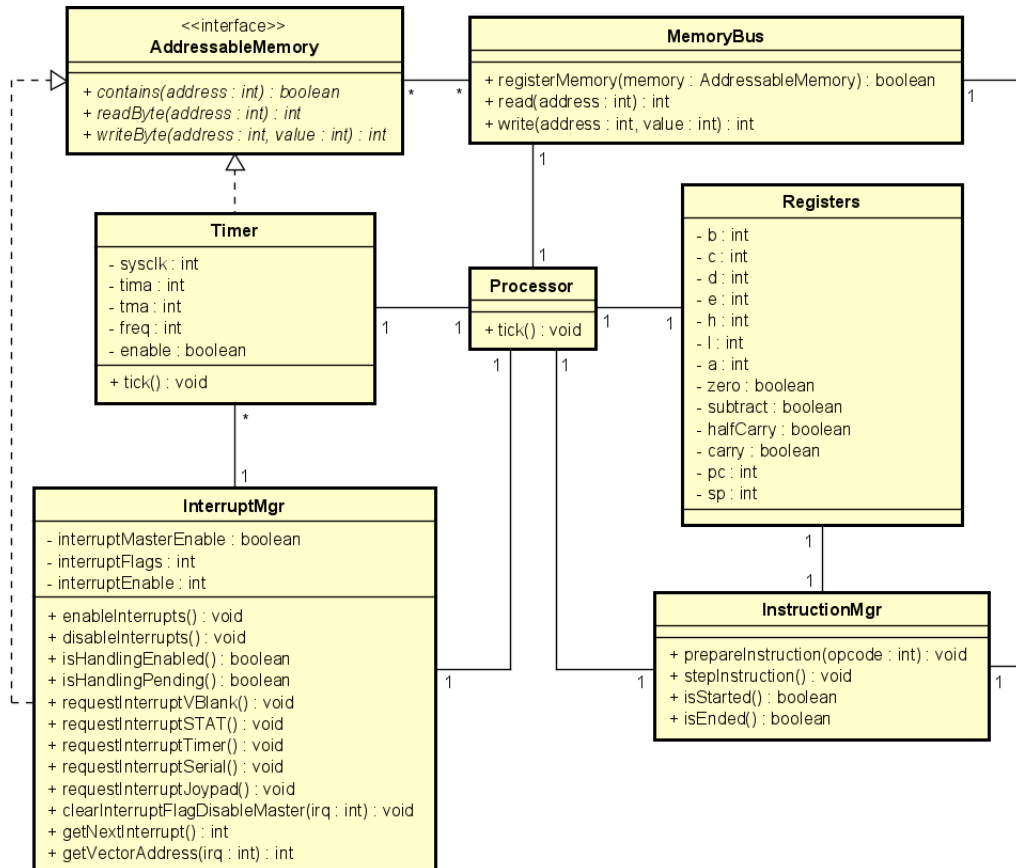 <<interface>>
AddressableMemory
+ contains(address : int) : boolean
+ readByte(address : int) : int
+ writeByte(address : int, value : int) : int
MemoryBus
+ registerMemory(memory : AddressableMemory) : boolean
+ read(address : int) : int
+ write(address : int, value : int) : int
*
*
1
1
1
Timer
- sysclk : int
- tima : int
- tma : int
- freq : int
- enable : boolean
+ tick() : void
1
1
Processor
+ tick() : void
1
1
1
1
Registers
- b : int
- c : int
- d : int
- e : int
- h : int
- l : int
- a : int
- zero : boolean
- subtract : boolean
- halfCarry : boolean
- carry : boolean
- pc : int
- sp : int
*
1
1
1
InterruptMgr
- interruptMasterEnable : boolean
- interruptFlags : int
- interruptEnable : int
+ enableInterrupts() : void
+ disableInterrupts() : void
+ isHandlingEnabled() : boolean
+ isHandlingPending() : boolean
+ requestInterruptVBlank() : void
+ requestInterruptSTAT() : void
+ requestInterruptTimer() : void
+ requestInterruptSerial() : void
+ requestInterruptJoypad() : void
+ clearInterruptFlagDisableMaster(irq : int) : void
+ getNextInterrupt() : int
+ getVectorAddress(irq : int) : int
1
1
InstructionMgr
+ prepareInstruction(opcode : int) : void
+ stepInstruction() : void
+ isStarted() : boolean
+ isEnded() : boolean
1